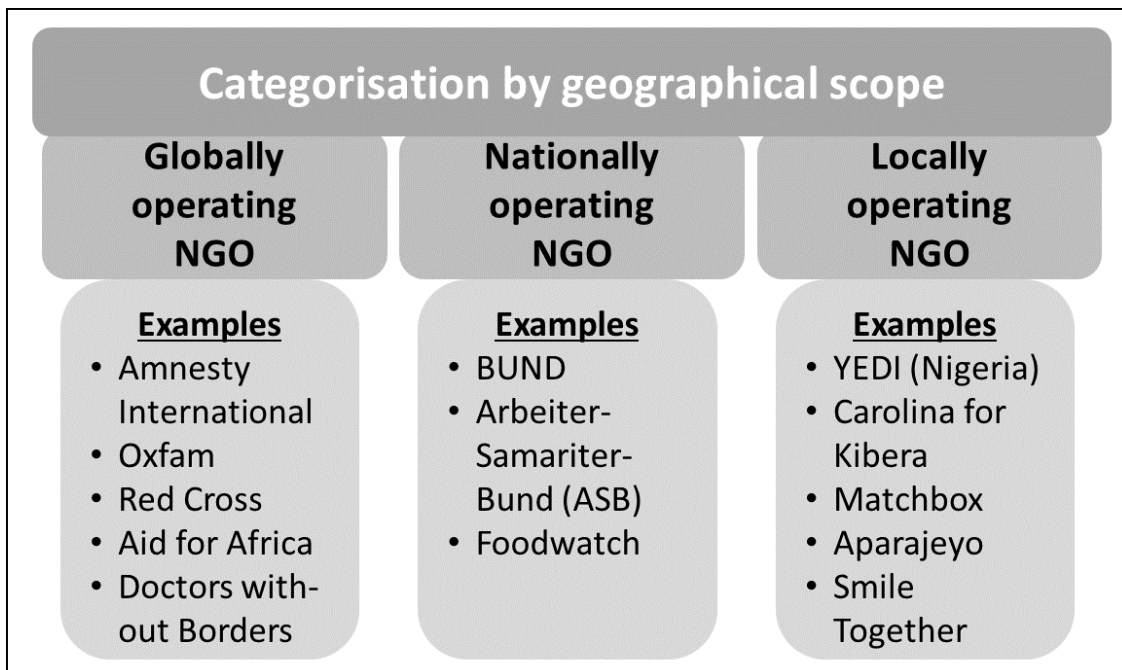 Categorisation by geographical scope
Globally
operating
NGO
Examples
• Amnesty
International
• Oxfam
• Red Cross
• Aid for Africa
• Doctors with-
out Borders
Nationally
operating
NGO
Examples
• BUND
• Arbeiter-
Samariter-
Bund (ASB)
• Foodwatch
Locally
operating
NGO
Examples
• YEDI (Nigeria)
• Carolina for
Kibera
• Matchbox
• Aparajeyo
• Smile
Together